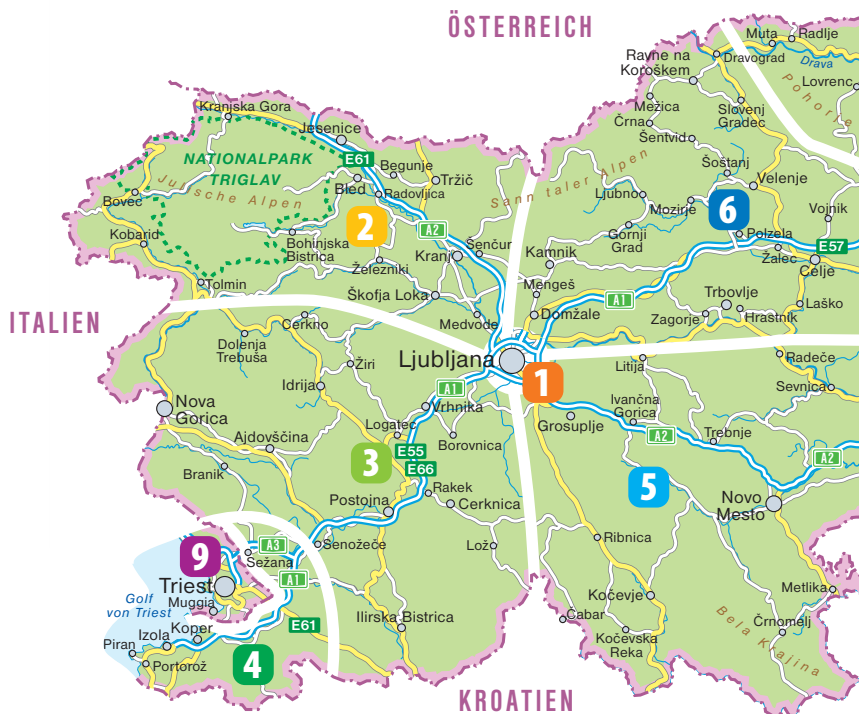 ÖSTERREICH
Muta
Radlje
Ravne na
Koroškem
Dravograd
Drava
Lovrenc
Pohorje
Mežica
Slovenj
Gradec
Kranjska Gora
Črna
Šentvid
Jesenice
NATIONALPARK
TRIGLAV
E61
Begunje
Šoštanj
Julische Alpen
Bled
Radovljica
Tržič
Sann taler Alpen
Ljubno
Velenje
Bovec
Mozirje
6
Vojnik
2
Kobarid
Bohinjska
Bistrica
A2
Gornji
Grad
Polzela
E57
Kranj
Šenčur
Kamnik
Žalec
Celje
Železniki
Tolmin
Mengeš
A1
Škofja Loka
Trbovlje
Laško
ITALIEN
Cerkno
Medvode
Domžale
Zagorje
Hrastnik
Dolenja
Trebuša
Žiri
Ljubljana
Litija
Radeče
Idrija
A1
1
Sevnica
Nova
Gorica
Vrhnika
Ivančna
Gorica
Logatec
Grosuplje
A2
Trebnje
Ajdovščina
Borovnica
E55
A2
Branik
3
E66
Rakek
5
Postojna
Cerknica
Novo
Mesto
9
A3
Senožeče
Lož
Ribnica
Sežana
Triest
A1
Golf
von Triest
Muggia
Kočevje
Metlika
E61
Ilirska Bistrica
Čabar
Črnomelj
Izola
Koper
Kočevska
Reka
Bela Krajina
Piran
Portorož
4
KROATIEN